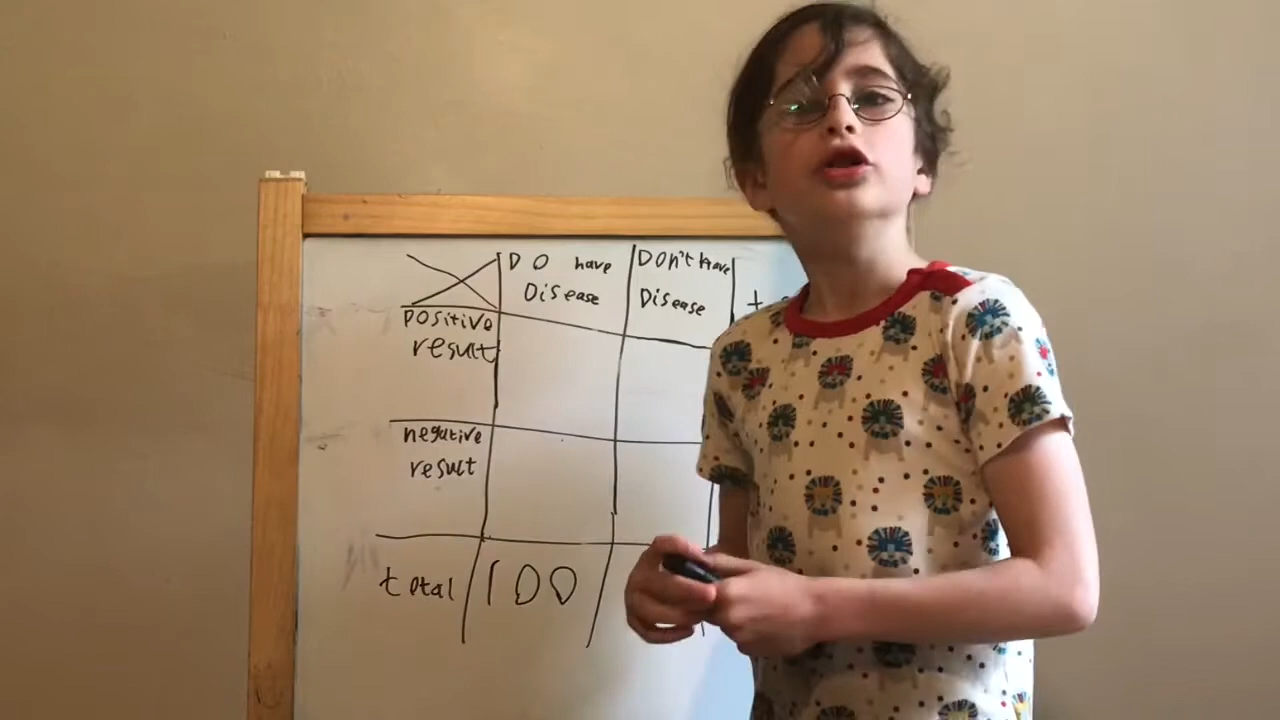 DO have
Disease
DON't Have
Disease
positive
result
negative
result
total
100